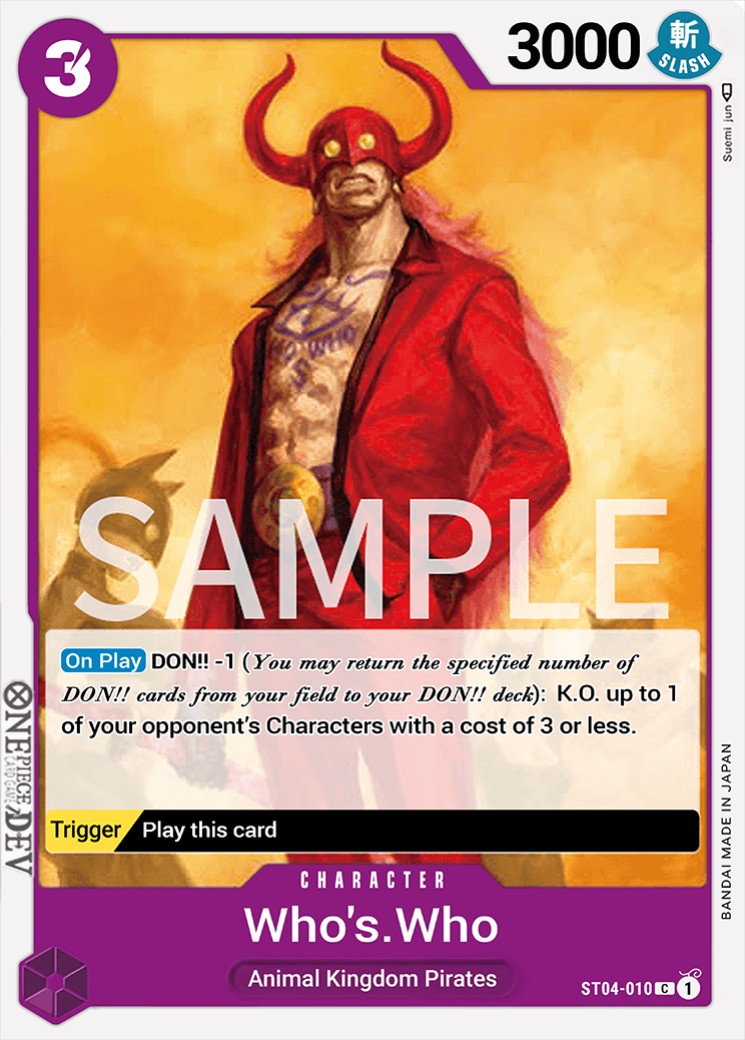 3
3000
斬
SLASH
Suemi jun
WHO'S WHO
SAMPLE
On Play DON!! -1 (You may return the specified number of
DON!! cards from your field to your DON!! deck): K.O. up to 1
of your opponent's Characters with a cost of 3 or less.
Trigger Play this card
ONE PIECE
CARD GAME
DEV
BANDAI MADE IN JAPAN
CHARACTER
Who's.Who
Animal Kingdom Pirates
ST04-010 C 1